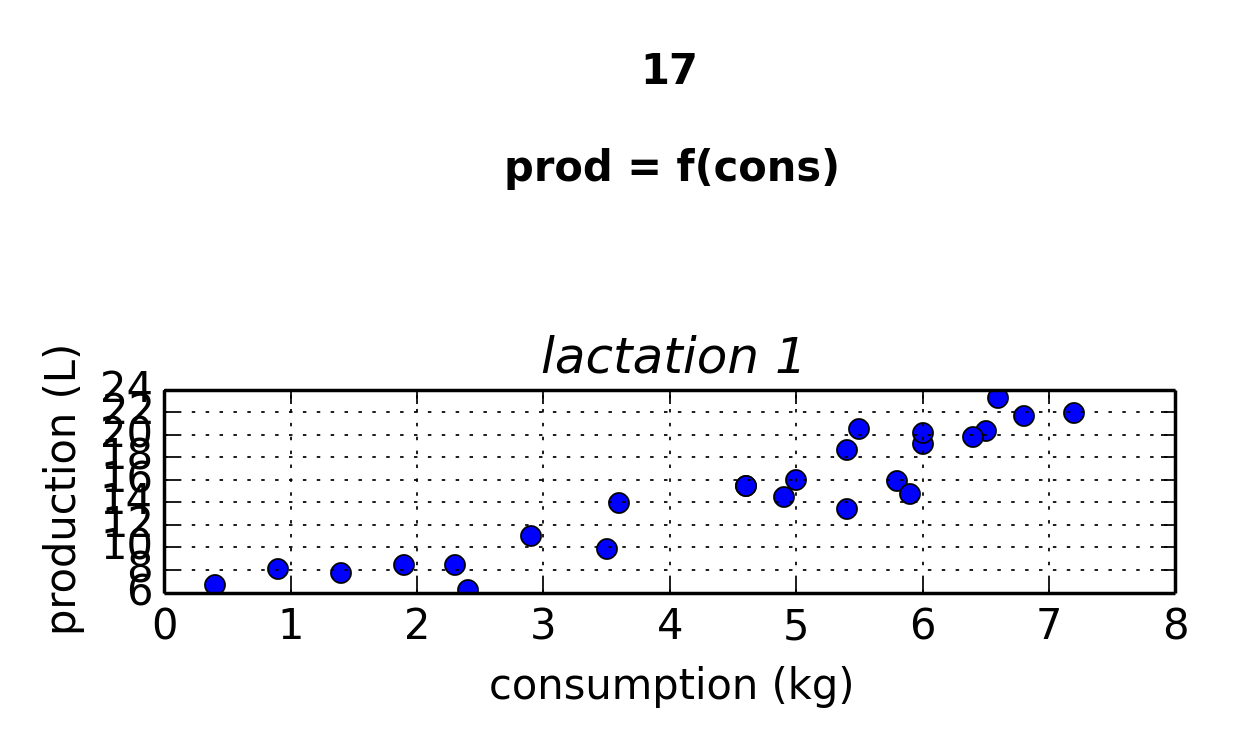 17
prod = f(cons)
lactation 1
production (L)
24
22
20
18
16
14
12
10
8
6
0 1 2 3 4 5 6 7 8
consumption (kg)